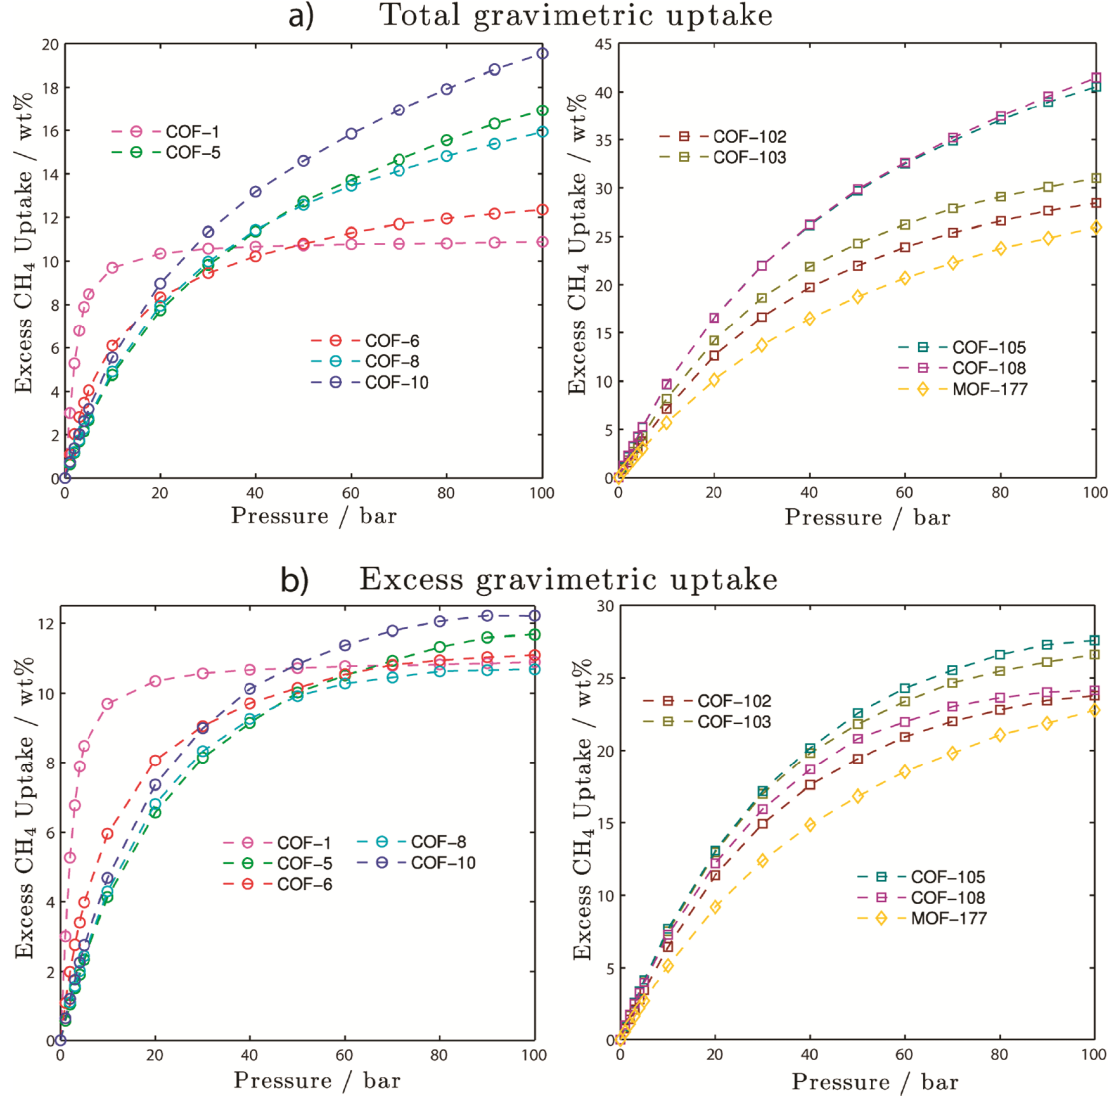 a) Total gravimetric uptake
Excess CH4 Uptake / wt%
20
18
16
14
12
10
8
6
4
2
0
COF-1
COF-5
COF-6
COF-8
COF-10
0 20 40 60 80 100
Pressure / bar
Excess CH4 Uptake / wt%
45
40
35
30
25
20
15
10
5
0
COF-102
COF-103
COF-105
COF-108
MOF-177
0 20 40 60 80 100
Pressure / bar
b) Excess gravimetric uptake
Excess CH4 Uptake / wt%
12
10
8
6
4
2
0
COF-1
COF-5
COF-6
COF-8
COF-10
0 20 40 60 80 100
Pressure / bar
Excess CH4 Uptake / wt%
30
25
20
15
10
5
0
COF-102
COF-103
COF-105
COF-108
MOF-177
0 20 40 60 80 100
Pressure / bar